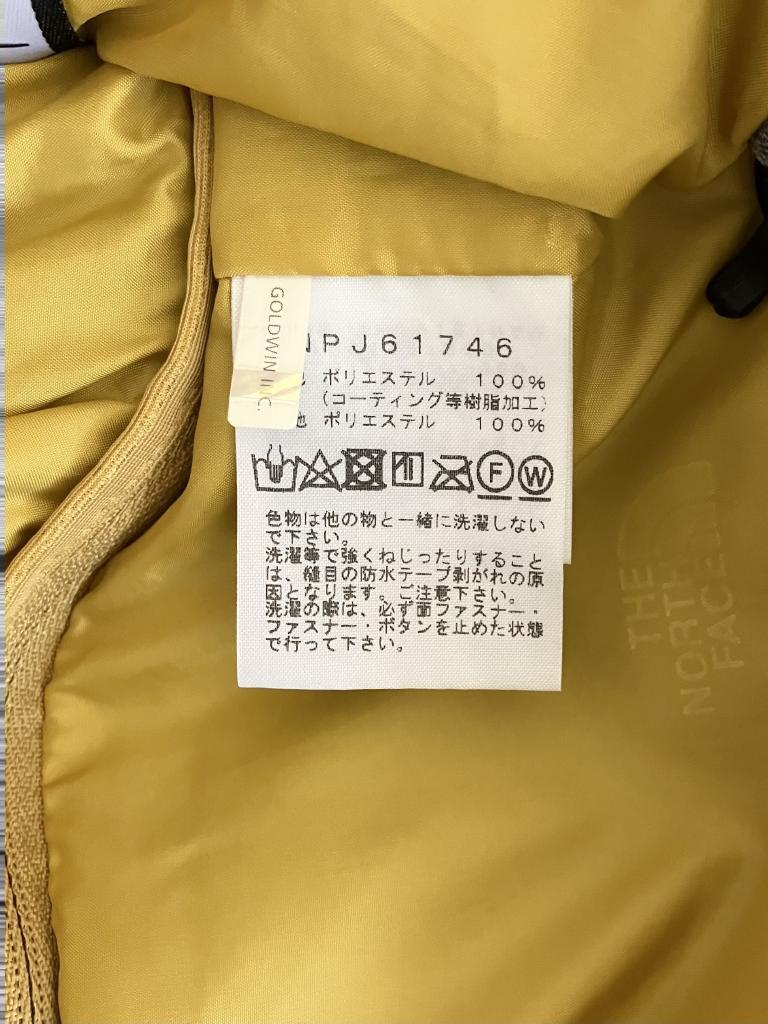 GOLDWIN INC.
NPJ61746
地 ポリエステル 100%
(コーティング等樹脂加工)
地 ポリエステル 100%
F W
色物は他の物と一緒に洗濯しない
で下さい。
洗濯等で強くねじったりすること
は、縫目の防水テープ剥がれの原
因となります。ご注意下さい。
洗濯の際は、必ず面ファスナー・
ファスナー・ボタンを止めた状態
で行って下さい。
THE
NORTH
FACE